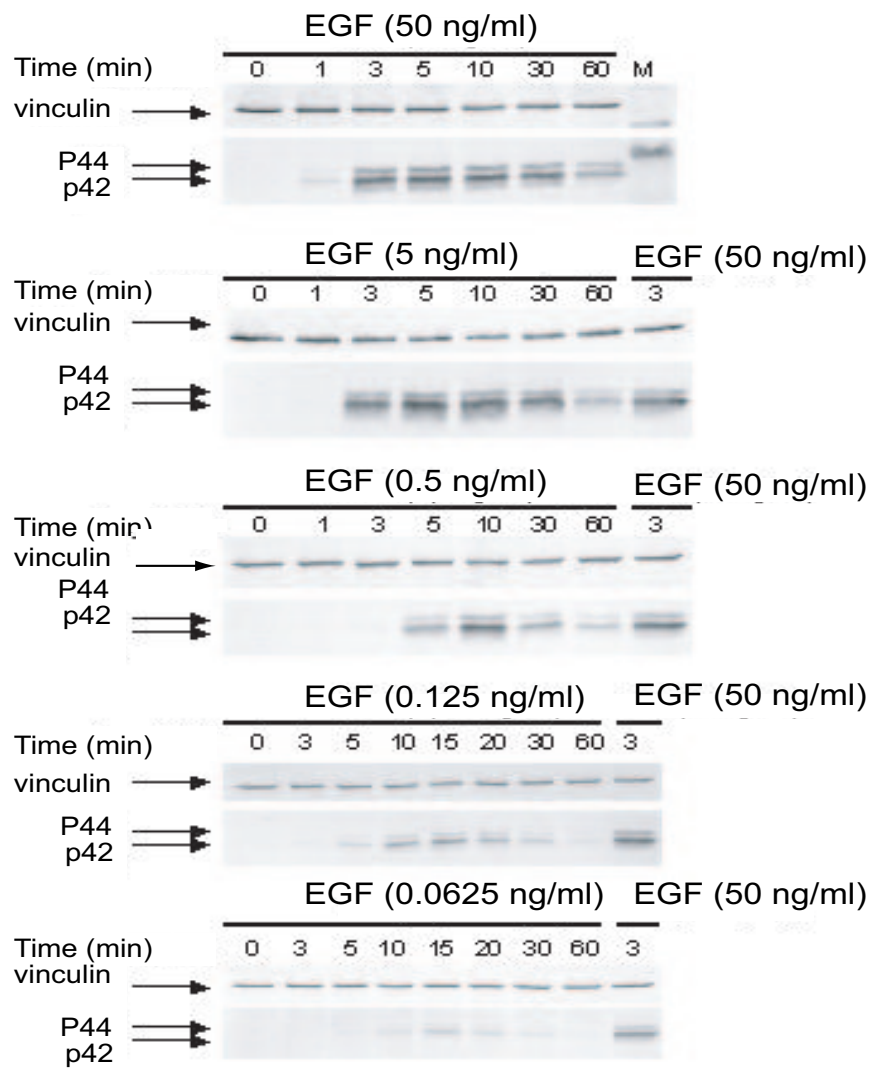 EGF (50 ng/ml)
Time (min) 0 1 3 5 10 30 60 M
vinculin
P44
p42
EGF (5 ng/ml) EGF (50 ng/ml)
Time (min) 0 1 3 5 10 30 60 3
vinculin
P44
p42
EGF (0.5 ng/ml) EGF (50 ng/ml)
Time (min) 0 1 3 5 10 30 60 3
vinculin
P44
p42
EGF (0.125 ng/ml) EGF (50 ng/ml)
Time (min) 0 3 5 10 15 20 30 60 3
vinculin
P44
p42
EGF (0.0625 ng/ml) EGF (50 ng/ml)
Time (min) 0 3 5 10 15 20 30 60 3
vinculin
P44
p42